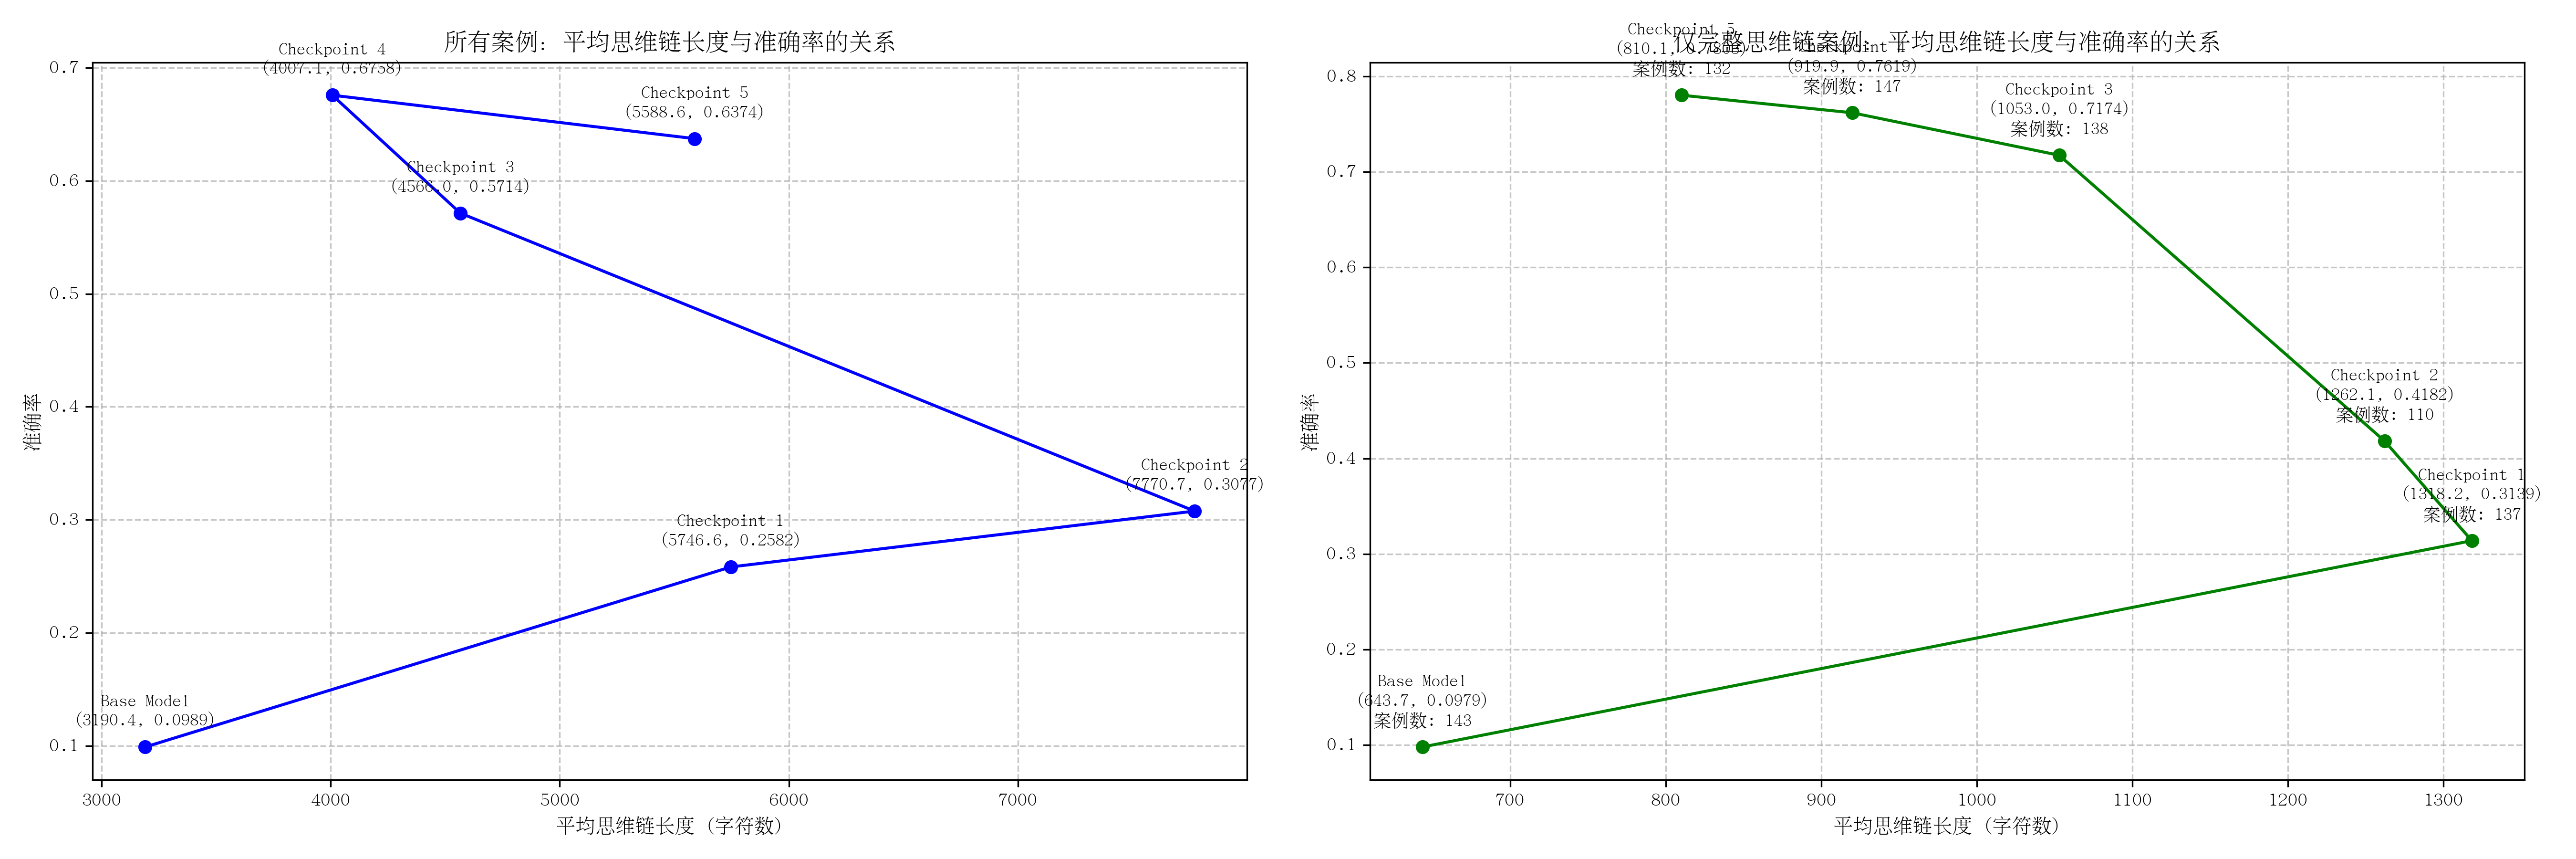 所有案例: 平均思维链长度与准确率的关系
Checkpoint 4
(4007.1, 0.6758)
Checkpoint 5
(5588.6, 0.6374)
Checkpoint 3
(4566.0, 0.5714)
Checkpoint 2
(7770.7, 0.3077)
Checkpoint 1
(5746.6, 0.2582)
Base Model
(3190.4, 0.0989)
0.7
0.6
0.5
0.4
0.3
0.2
0.1
准确率
3000 4000 5000 6000 7000
平均思维链长度 (字符数)
仅完整思维链案例: 平均思维链长度与准确率的关系
Checkpoint 5
(810.1,
案例数: 132
Checkpoint 4
(919.9, 0.7619)
案例数: 147
Checkpoint 3
(1053.0, 0.7174)
案例数: 138
Checkpoint 2
(1262.1, 0.4182)
案例数: 110
Checkpoint 1
(1318.2, 0.3139)
案例数: 137
Base Model
(643.7, 0.0979)
案例数: 143
0.8
0.7
0.6
0.5
0.4
0.3
0.2
0.1
准确率
700 800 900 1000 1100 1200 1300
平均思维链长度 (字符数)